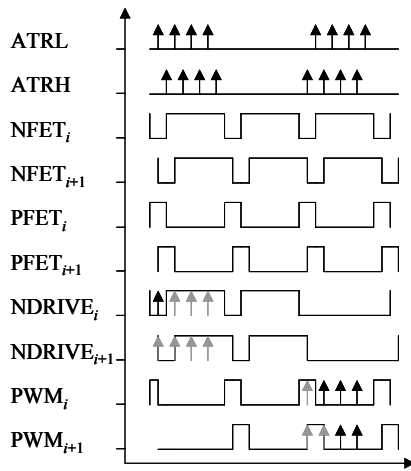 ATRL
ATRH
NFETi
NFETi+1
PFETi
PFETi+1
NDRIVEi
NDRIVEi+1
PWMi
PWMi+1